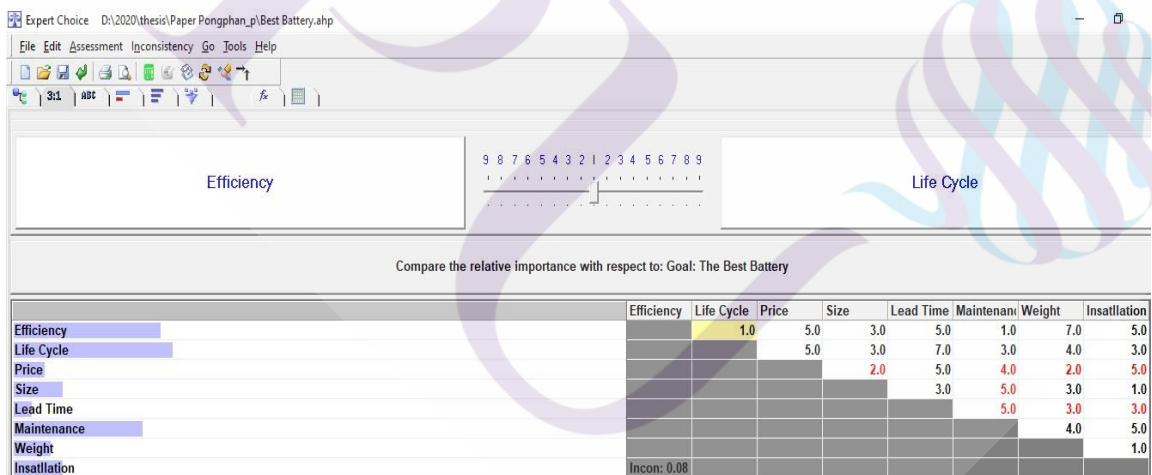 Expert Choice D:\2020\thesis\Paper Pongphan_p\Best Battery.ahp
File Edit Assessment Inconsistency Go Tools Help
3:1 ABC fx
9 8 7 6 5 4 3 2 1 2 3 4 5 6 7 8 9
Efficiency Life Cycle
Compare the relative importance with respect to: Goal: The Best Battery
Efficiency Life Cycle Price Size Lead Time Maintenan Weight Insatllation
Efficiency 1.0 5.0 3.0 5.0 1.0 7.0 5.0
Life Cycle 5.0 3.0 7.0 3.0 4.0 3.0
Price 2.0 5.0 4.0 2.0 5.0
Size 3.0 5.0 3.0 1.0
Lead Time 5.0 3.0 3.0
Maintenance 4.0 5.0
Weight 1.0
Insatllation Incon: 0.08